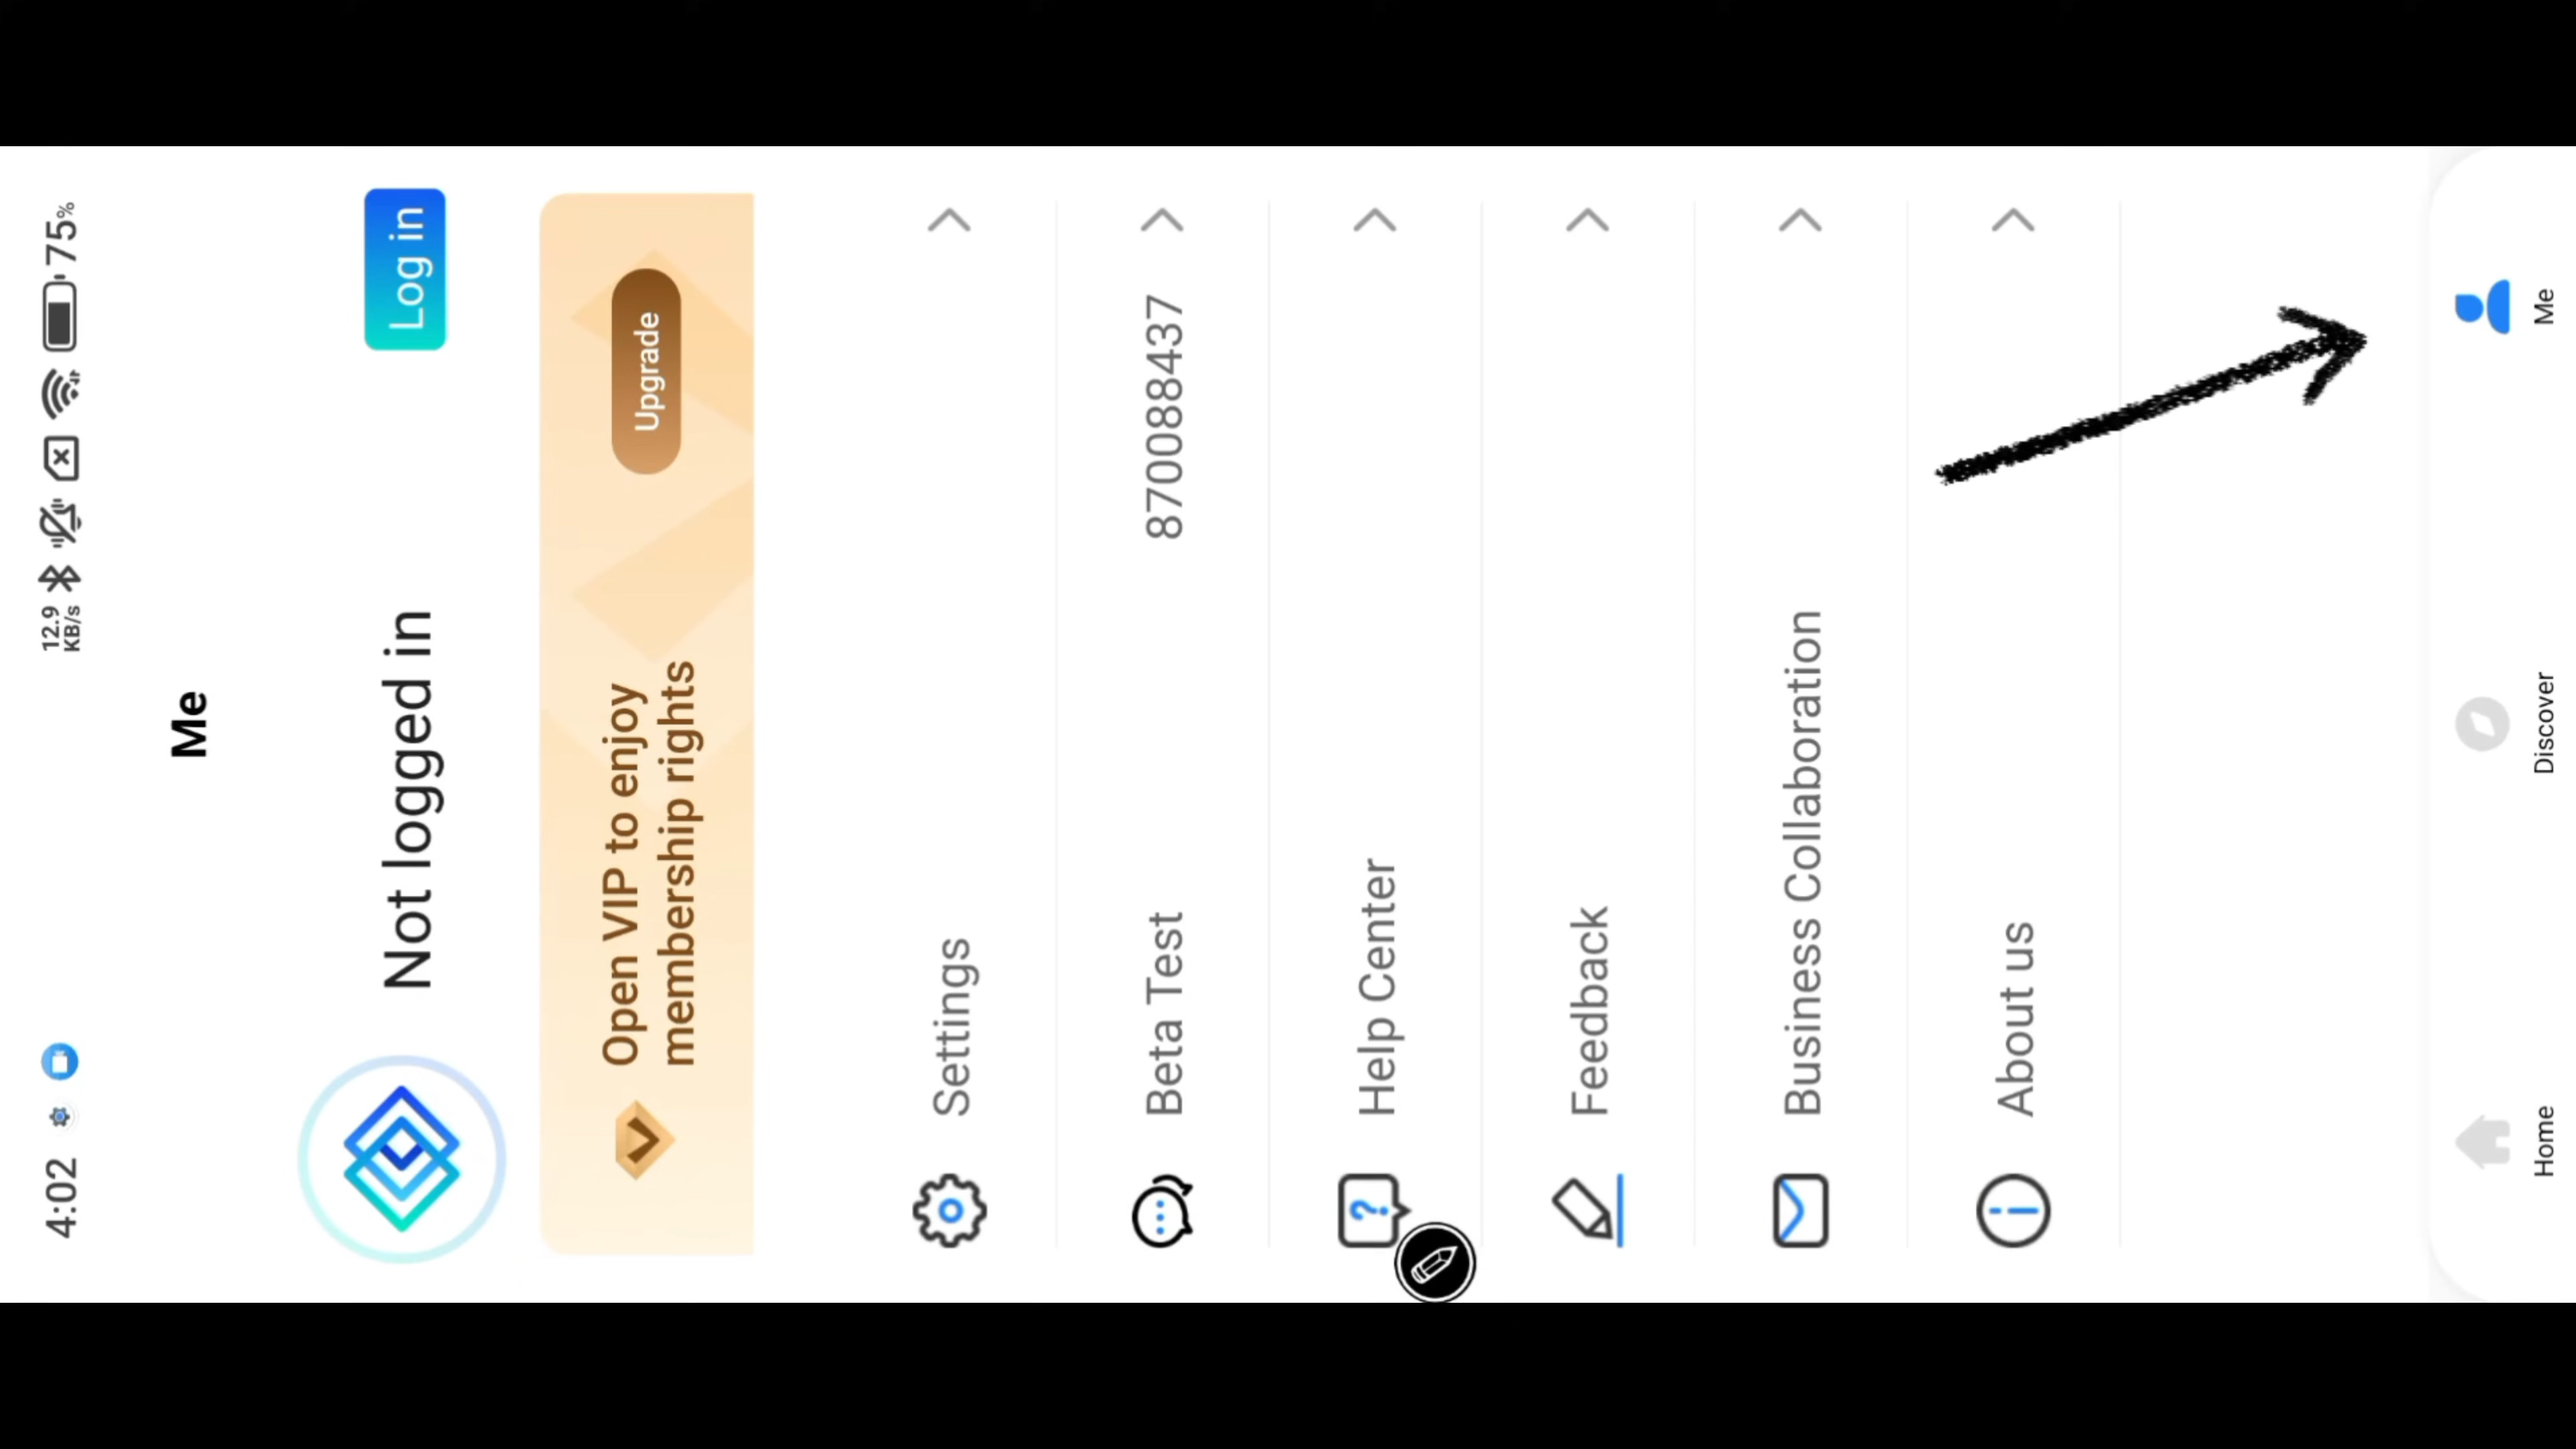 4:02
12.9
KB/s
75%
Me
Not logged in
Log in
Open VIP to enjoy
membership rights
Upgrade
Settings
Beta Test
870088437
Help Center
Feedback
Business Collaboration
About us
Home
Discover
Me